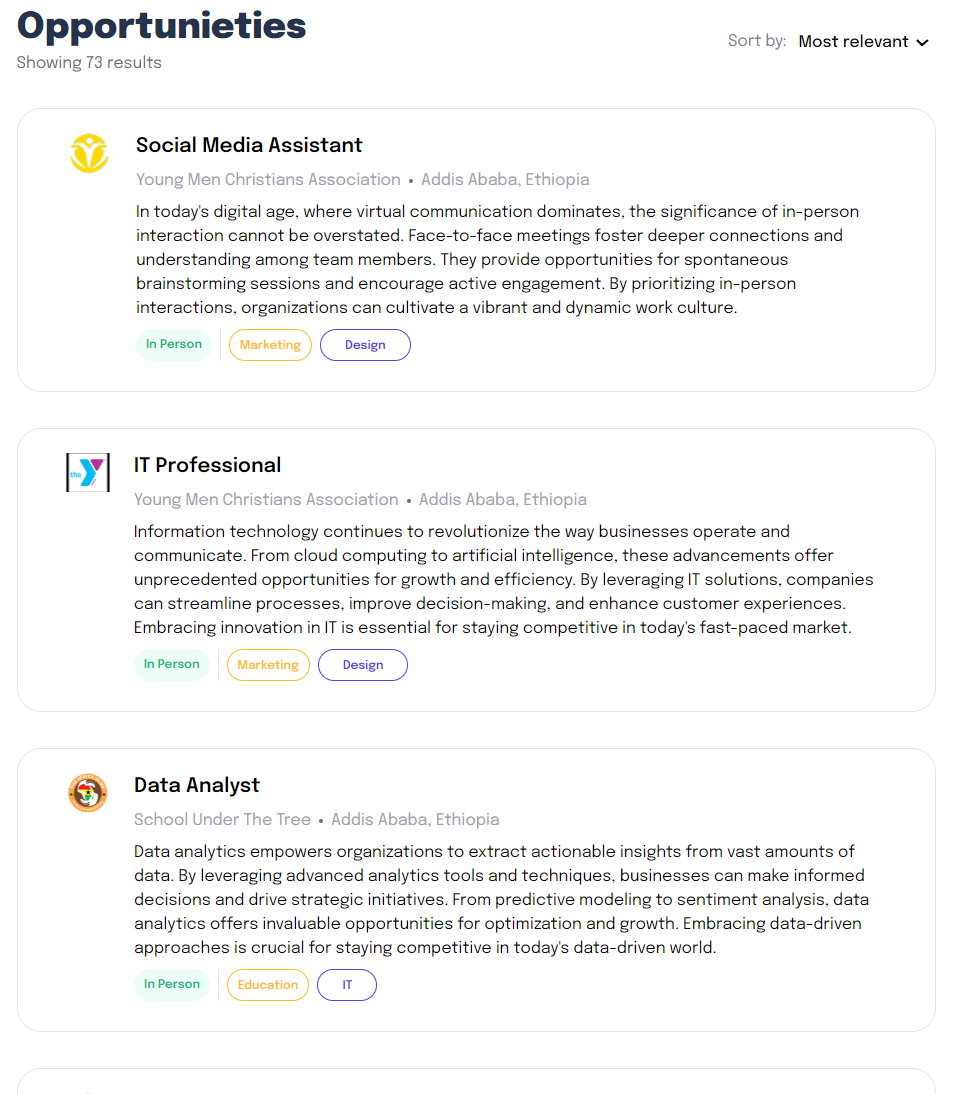 Opportunieties
Showing 73 results
Sort by: Most relevant
Social Media Assistant
Young Men Christians Association • Addis Ababa, Ethiopia
In today's digital age, where virtual communication dominates, the significance of in-person
interaction cannot be overstated. Face-to-face meetings foster deeper connections and
understanding among team members. They provide opportunities for spontaneous
brainstorming sessions and encourage active engagement. By prioritizing in-person
interactions, organizations can cultivate a vibrant and dynamic work culture.
In Person Marketing Design
the
IT Professional
Young Men Christians Association • Addis Ababa, Ethiopia
Information technology continues to revolutionize the way businesses operate and
communicate. From cloud computing to artificial intelligence, these advancements offer
unprecedented opportunities for growth and efficiency. By leveraging IT solutions, companies
can streamline processes, improve decision-making, and enhance customer experiences.
Embracing innovation in IT is essential for staying competitive in today's fast-paced market.
In Person Marketing Design
Data Analyst
School Under The Tree • Addis Ababa, Ethiopia
Data analytics empowers organizations to extract actionable insights from vast amounts of
data. By leveraging advanced analytics tools and techniques, businesses can make informed
decisions and drive strategic initiatives. From predictive modeling to sentiment analysis, data
analytics offers invaluable opportunities for optimization and growth. Embracing data-driven
approaches is crucial for staying competitive in today's data-driven world.
In Person Education IT